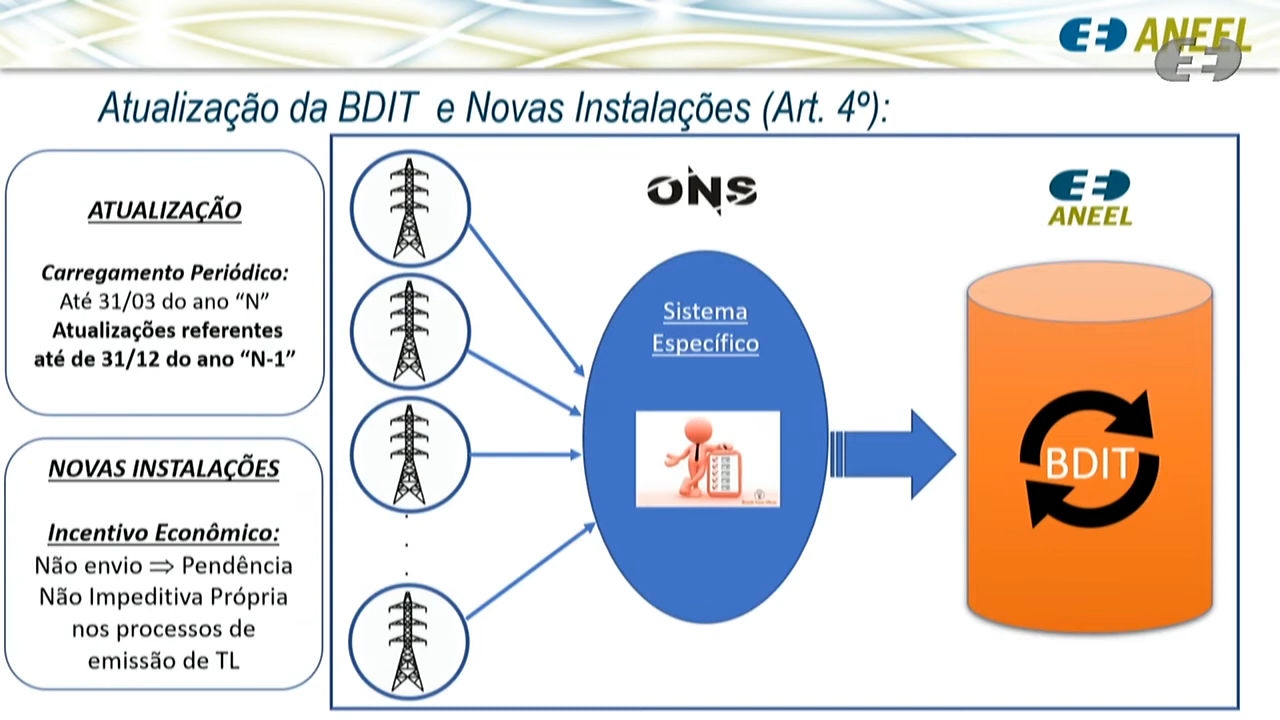 ANEEL
Atualização da BDIT e Novas Instalações (Art. 4º):
ATUALIZAÇÃO
Carregamento Periódico:
Até 31/03 do ano “N”
Atualizações referentes
até de 31/12 do ano “N-1”
NOVAS INSTALAÇÕES
Incentivo Econômico:
Não envio ⇒ Pendência
Não Impeditiva Própria
nos processos de
emissão de TL
ONS
Sistema
Específico
ANEEL
BDIT